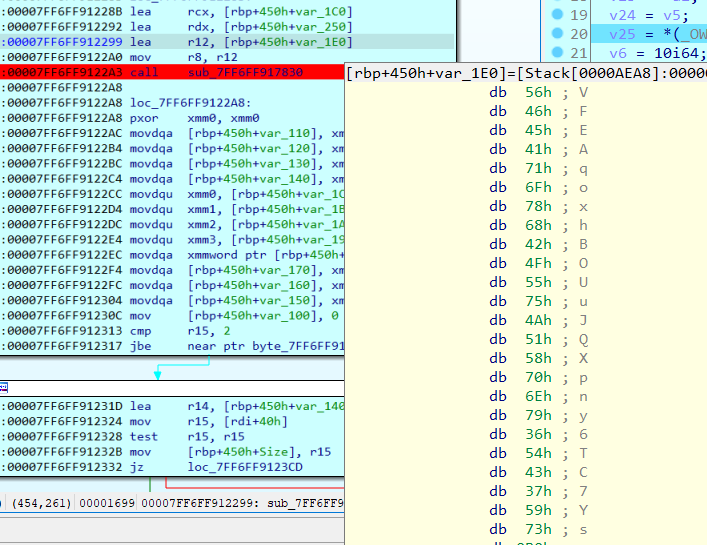 :00007FF6FF91228B lea rcx, [rbp+450h+var_1C0]
:00007FF6FF912292 lea rdx, [rbp+450h+var_250]
:00007FF6FF912299 lea r12, [rbp+450h+var_1E0]
:00007FF6FF9122A0 mov r8, r12
:00007FF6FF9122A3 call sub_7FF6FF917830
:00007FF6FF9122A8
:00007FF6FF9122A8 loc_7FF6FF9122A8:
:00007FF6FF9122A8 pxor xmm0, xmm0
:00007FF6FF9122AC movdqa [rbp+450h+var_110], xm
:00007FF6FF9122B4 movdqa [rbp+450h+var_120], xm
:00007FF6FF9122BC movdqa [rbp+450h+var_130], xm
:00007FF6FF9122C4 movdqa [rbp+450h+var_140], xm
:00007FF6FF9122CC movdqu xmm0, [rbp+450h+var_1C
:00007FF6FF9122D4 movdqu xmm1, [rbp+450h+var_1B
:00007FF6FF9122DC movdqu xmm2, [rbp+450h+var_1A
:00007FF6FF9122E4 movdqu xmm3, [rbp+450h+var_19
:00007FF6FF9122EC movdqa xmmword ptr [rbp+450h+
:00007FF6FF9122F4 movdqa [rbp+450h+var_170], xm
:00007FF6FF9122FC movdqa [rbp+450h+var_160], xm
:00007FF6FF912304 movdqa [rbp+450h+var_150], xm
:00007FF6FF91230C mov [rbp+450h+var_100], 0
:00007FF6FF912313 cmp r15, 2
:00007FF6FF912317 jbe near ptr byte_7FF6FF91
:00007FF6FF91231D lea r14, [rbp+450h+var_140
:00007FF6FF912324 mov r15, [rdi+40h]
:00007FF6FF912328 test r15, r15
:00007FF6FF91232B mov [rbp+450h+Size], r15
:00007FF6FF912332 jz loc_7FF6FF9123CD
) (454,261) 00001699 00007FF6FF912299: sub_7FF6FF9
19 v24 = v5;
20 v25 = *(_OW
21 v6 = 10i64;
[rbp+450h+var_1E0]=[Stack[0000AEA8]:00000
db 56h ; V
db 46h ; F
db 45h ; E
db 41h ; A
db 71h ; q
db 6Fh ; o
db 78h ; x
db 68h ; h
db 42h ; B
db 4Fh ; O
db 55h ; U
db 75h ; u
db 4Ah ; J
db 51h ; Q
db 58h ; X
db 70h ; p
db 6Eh ; n
db 79h ; y
db 36h ; 6
db 54h ; T
db 43h ; C
db 37h ; 7
db 59h ; Y
db 73h ; s